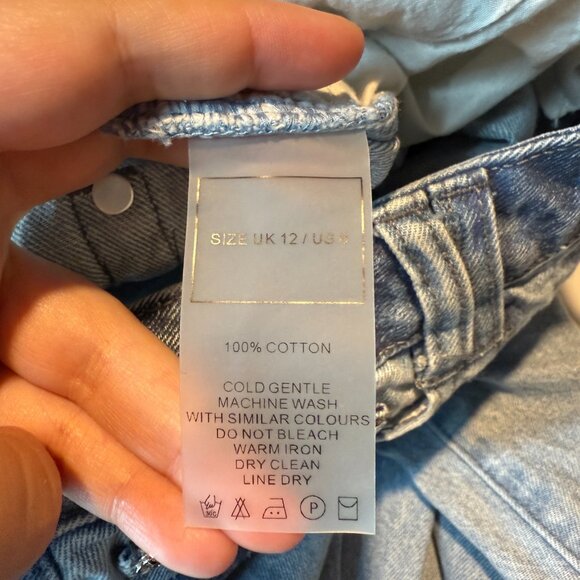 SIZE UK 12 / US
100% COTTON
COLD GENTLE
MACHINE WASH
WITH SIMILAR COLOURS
DO NOT BLEACH
WARM IRON
DRY CLEAN
LINE DRY
P